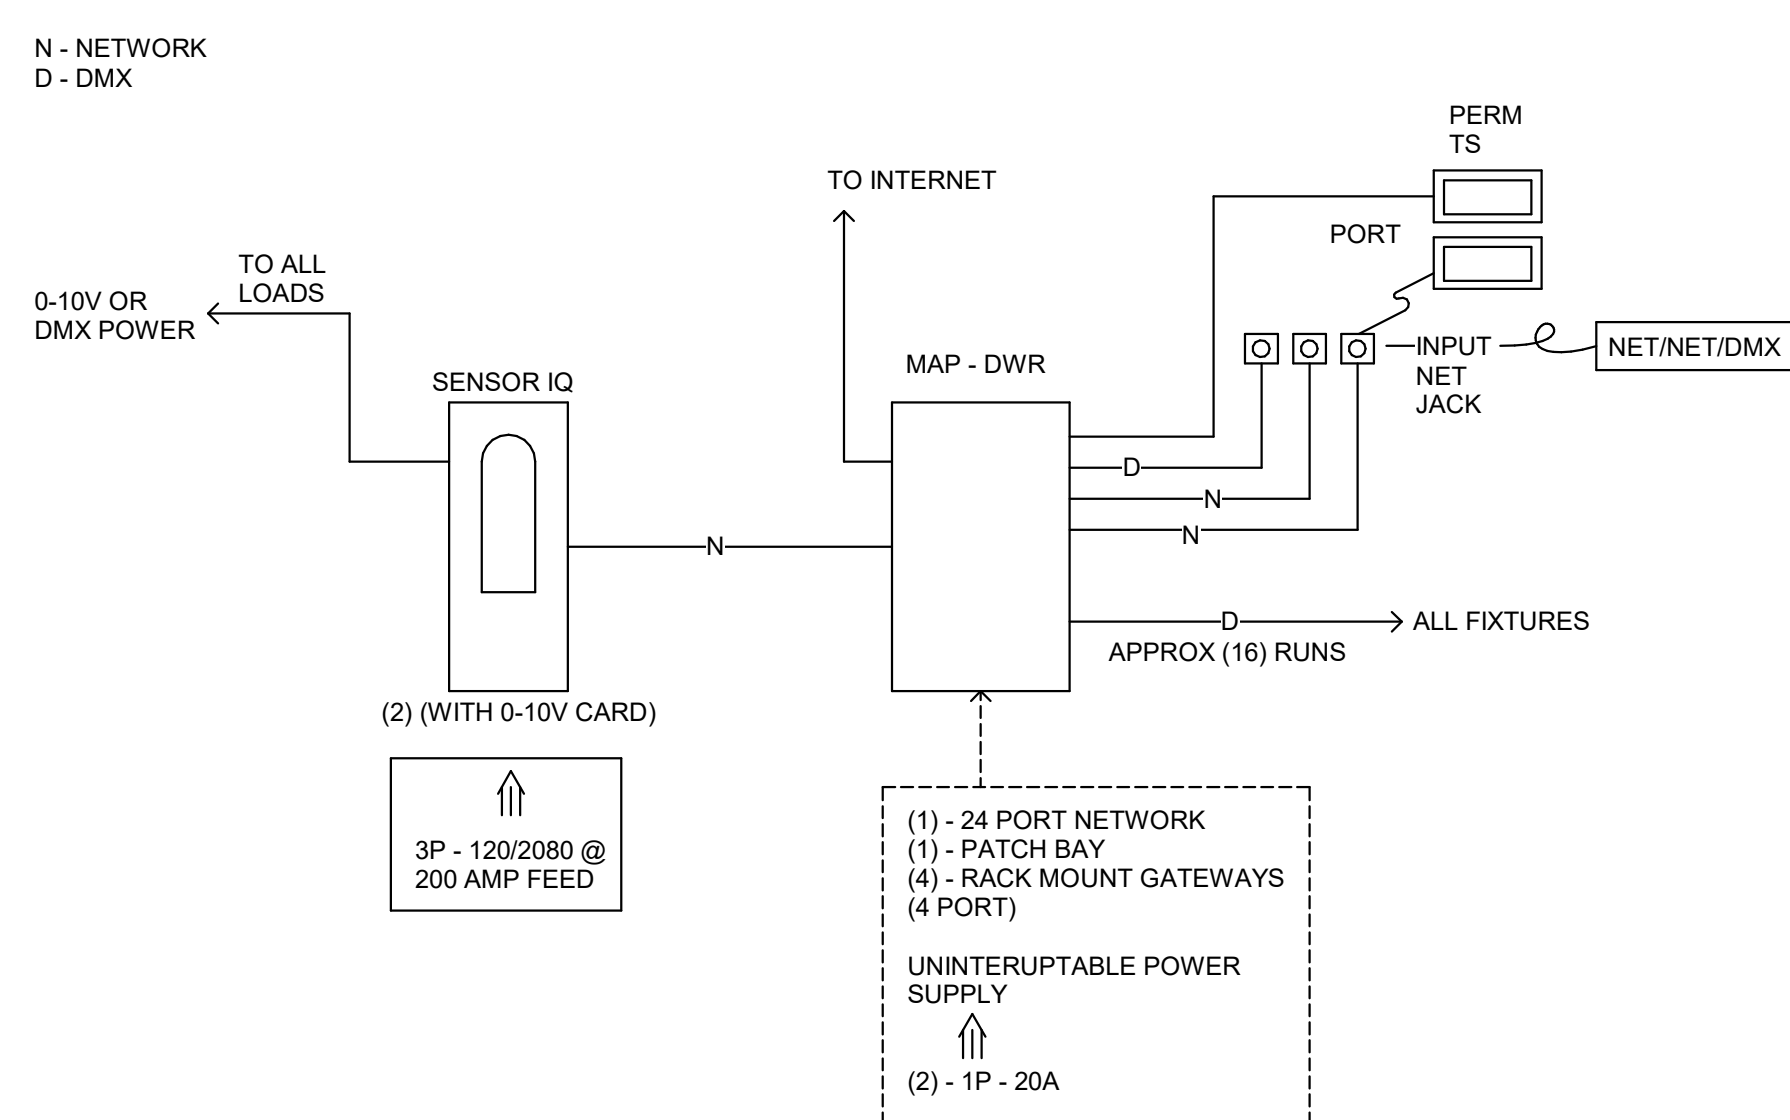 N - NETWORK
D - DMX
PERM
TS
TO INTERNET
PORT
TO ALL
LOADS
0-10V OR
DMX POWER
INPUT
NET
JACK
NET/NET/DMX
MAP - DWR
SENSOR IQ
D
N
N
N
D
ALL FIXTURES
APPROX (16) RUNS
(2) (WITH 0-10V CARD)
3P - 120/2080 @
200 AMP FEED
(1) - 24 PORT NETWORK
(1) - PATCH BAY
(4) - RACK MOUNT GATEWAYS
(4 PORT)
UNINTERUPTABLE POWER
SUPPLY
(2) - 1P - 20A